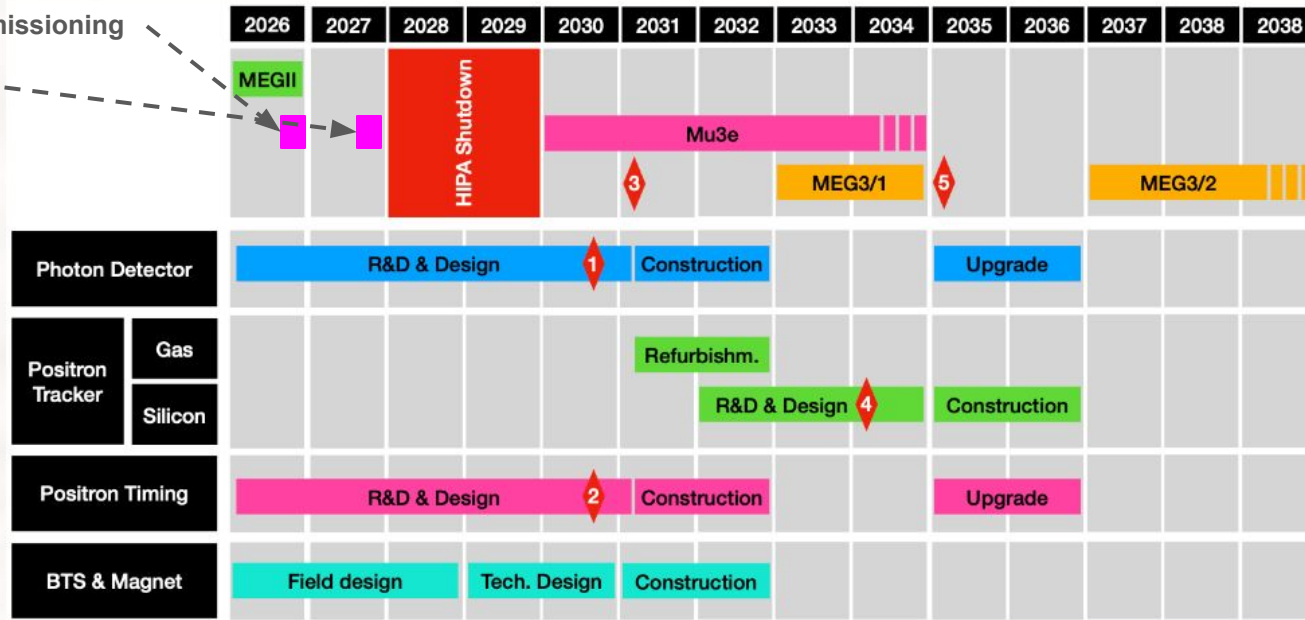 nissioning
2026 2027 2028 2029 2030 2031 2032 2033 2034 2035 2036 2037 2038 2038
MEGII
HIPA Shutdown
Mu3e
3 MEG3/1 5 MEG3/2
Photon Detector R&D & Design 1 Construction Upgrade
Positron Tracker
Gas Refurbishm.
Silicon R&D & Design 4 Construction
Positron Timing R&D & Design 2 Construction Upgrade
BTS & Magnet Field design Tech. Design Construction